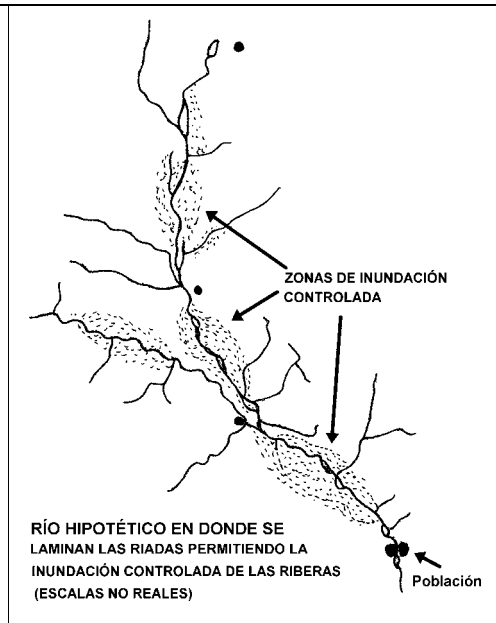 ZONAS DE INUNDACIÓN
CONTROLADA
RÍO HIPOTÉTICO EN DONDE SE
LAMINAN LAS RIADAS PERMITIENDO LA
INUNDACIÓN CONTROLADA DE LAS RIBERAS
(ESCALAS NO REALES)
Población